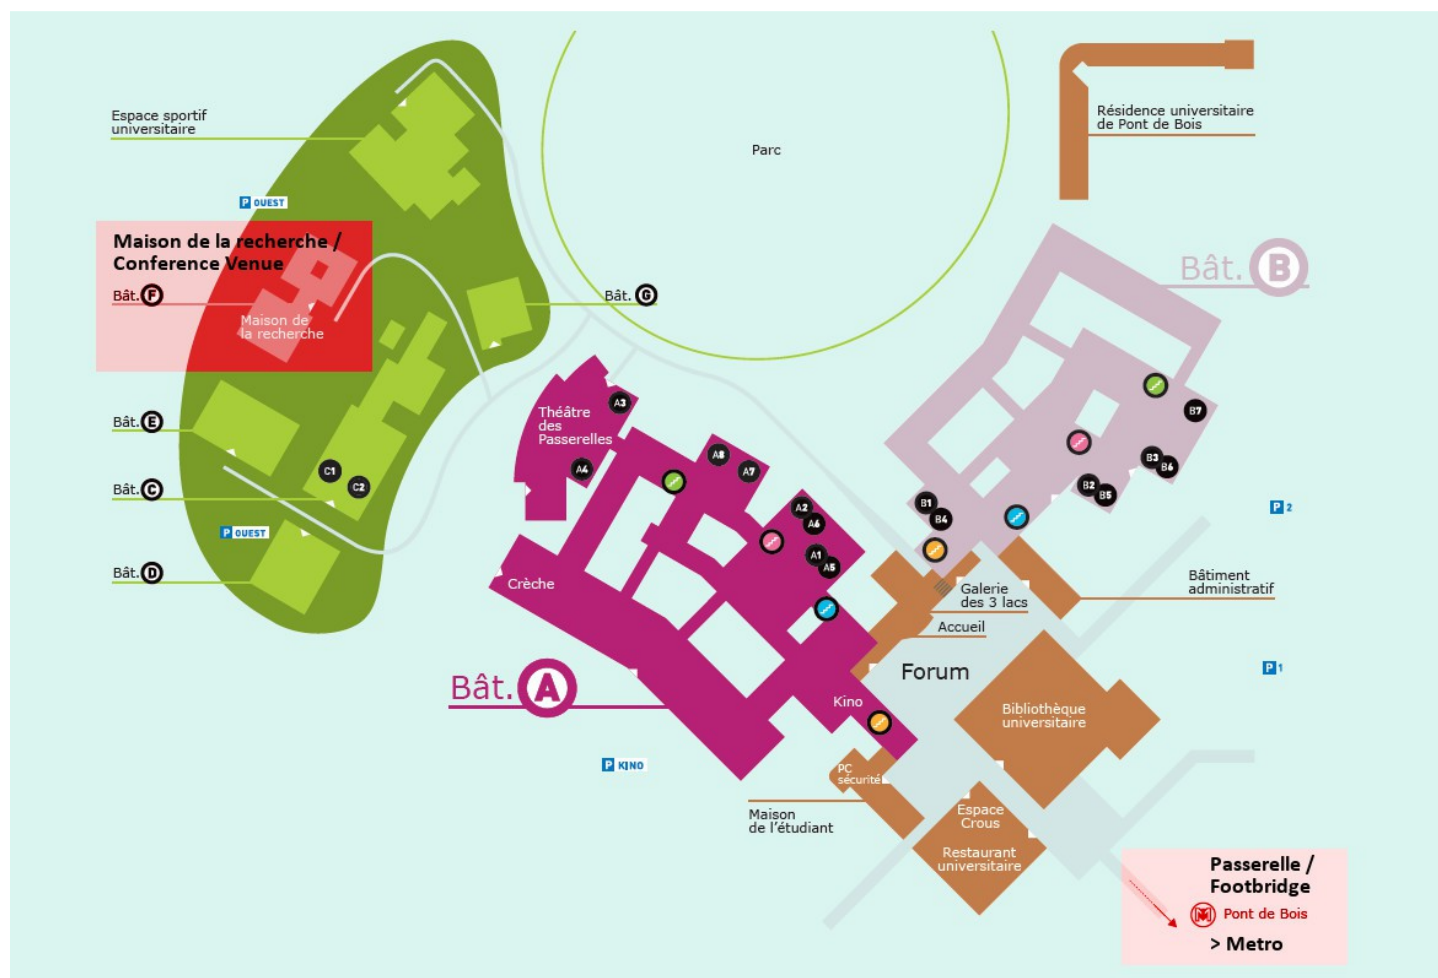 Espace sportif
universitaire
Parc
Résidence universitaire
de Pont de Bois
P OUEST
Maison de la recherche /
Conference Venue
Bât. F
Maison de
la recherche
Bât. G
Bât. B
Bât. E
Bât. C
C1
C2
P OUEST
Bât. D
Théâtre
des
Passerelles
A3
A4
A8
A7
A2
A6
A1
A5
Crèche
B7
B3
B6
B2
B5
B1
B4
P 2
Galerie
des 3 lacs
Accueil
Bâtiment
administratif
P 1
Forum
Bât. A
Kino
Bibliothèque
universitaire
P KINO
PC
sécurité
Maison
de l'étudiant
Espace
Crous
Restaurant
universitaire
Passerelle /
Footbridge
M Pont de Bois
> Metro